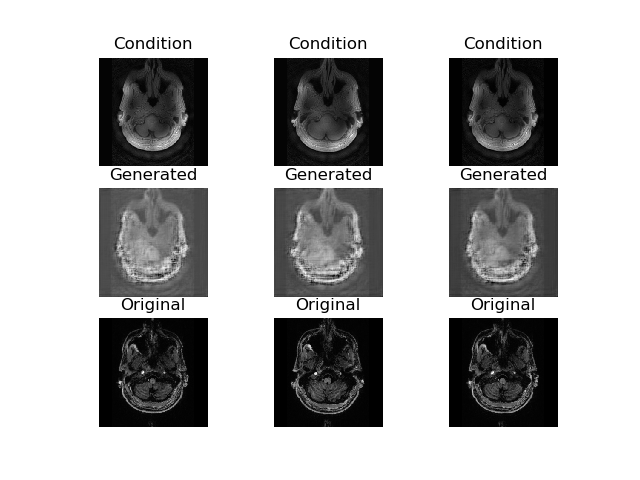 Condition Condition Condition
Generated Generated Generated
Original Original Original